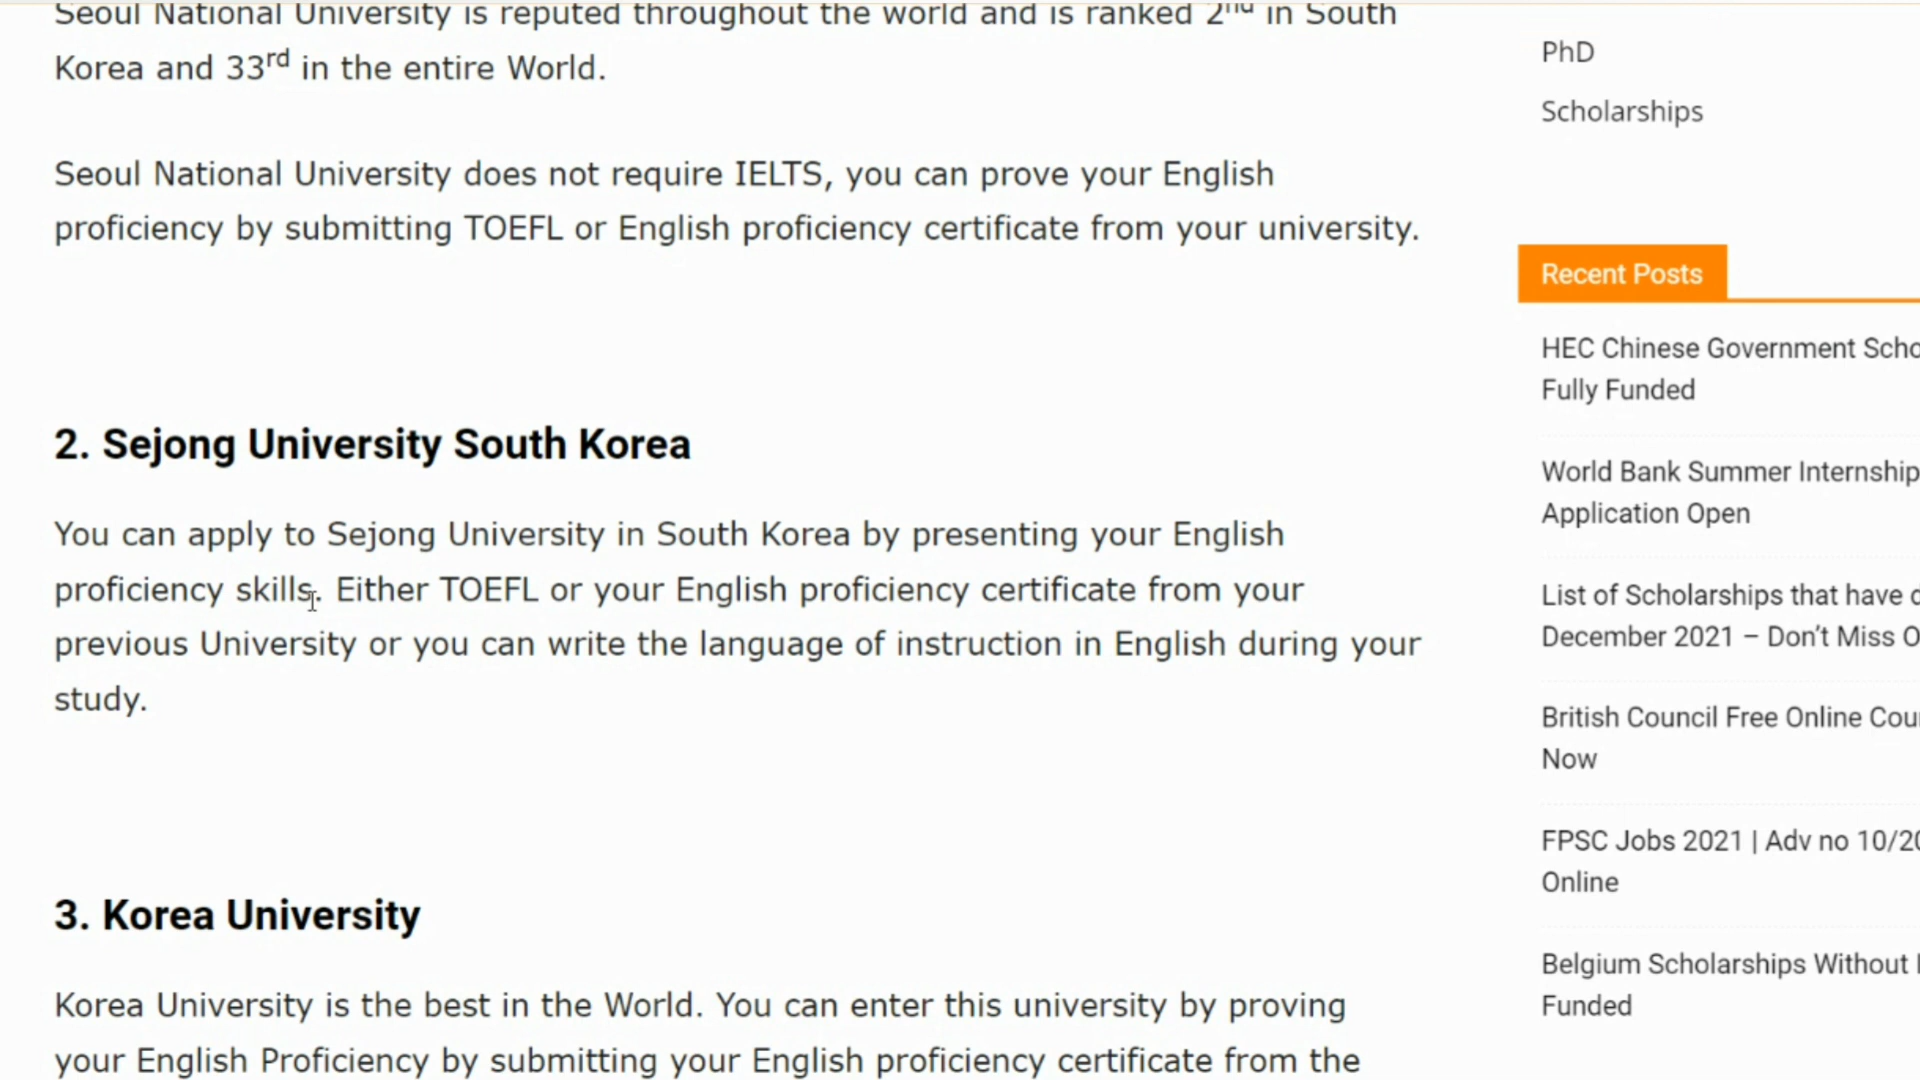 Seoul National University is reputed throughout the world and is ranked 2nd in South
Korea and 33rd in the entire World.
Seoul National University does not require IELTS, you can prove your English
proficiency by submitting TOEFL or English proficiency certificate from your university.
2. Sejong University South Korea
You can apply to Sejong University in South Korea by presenting your English
proficiency skills. Either TOEFL or your English proficiency certificate from your
previous University or you can write the language of instruction in English during your
study.
3. Korea University
Korea University is the best in the World. You can enter this university by proving
your English Proficiency by submitting your English proficiency certificate from the
PhD
Scholarships
Recent Posts
HEC Chinese Government Scho
Fully Funded
World Bank Summer Internship
Application Open
List of Scholarships that have d
December 2021 – Don’t Miss O
British Council Free Online Cour
Now
FPSC Jobs 2021 | Adv no 10/20
Online
Belgium Scholarships Without
Funded